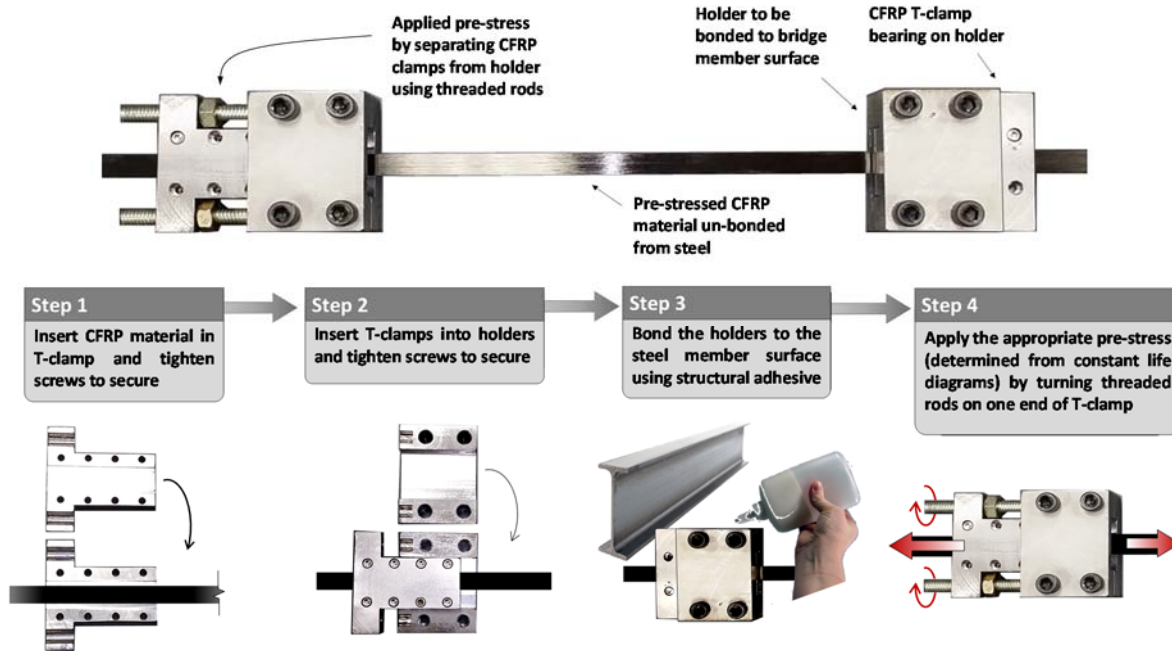 Applied pre-stress
by separating CFRP
clamps from holder
using threaded rods
Holder to be
bonded to bridge
member surface
CFRP T-clamp
bearing on holder
Pre-stressed CFRP
material un-bonded
from steel
Step 1
Insert CFRP material in
T-clamp and tighten
screws to secure
Step 2
Insert T-clamps into holders
and tighten screws to secure
Step 3
Bond the holders to the
steel member surface
using structural adhesive
Step 4
Apply the appropriate pre-stress
(determined from constant life
diagrams) by turning threaded
rods on one end of T-clamp